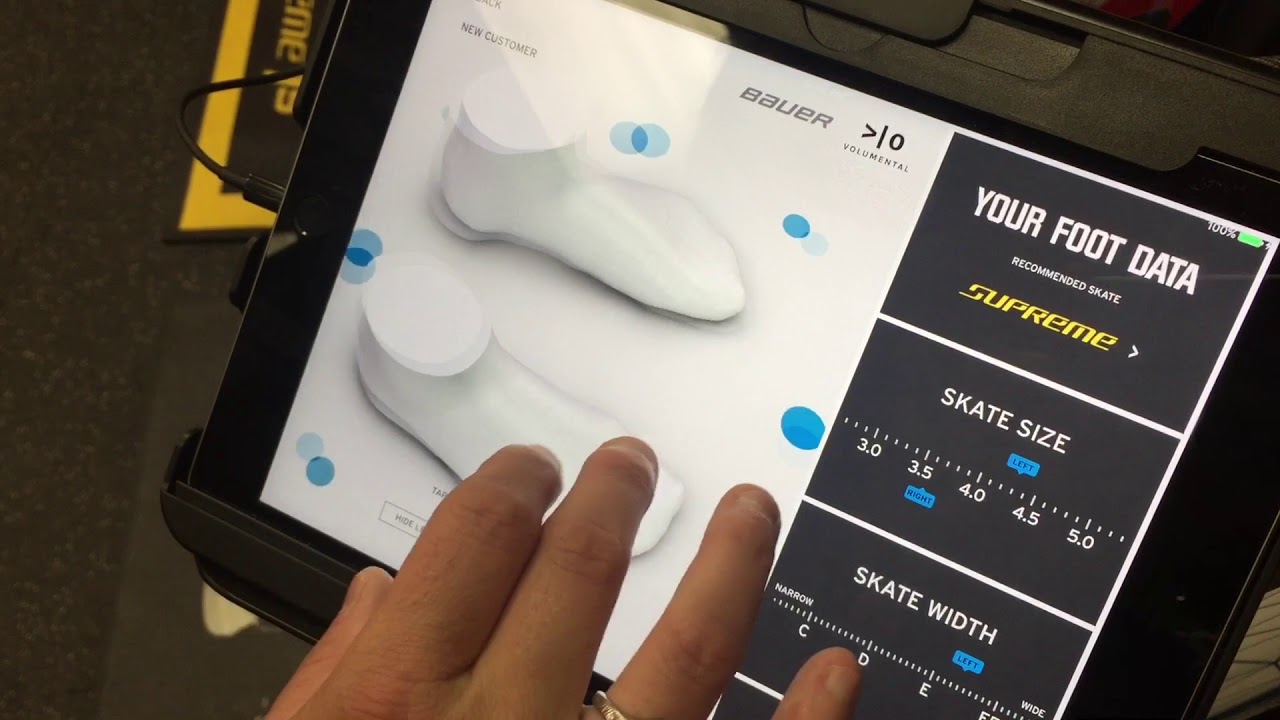 NEW CUSTOMER
BAUER
VOLUMENTAL
100%
YOUR FOOT DATA
RECOMMENDED SKATE
SUPREME >
SKATE SIZE
LEFT
3.0 3.5 4.0 4.5 5.0
RIGHT
SKATE WIDTH
NARROW
LEFT
C D E
WIDE
HIDE